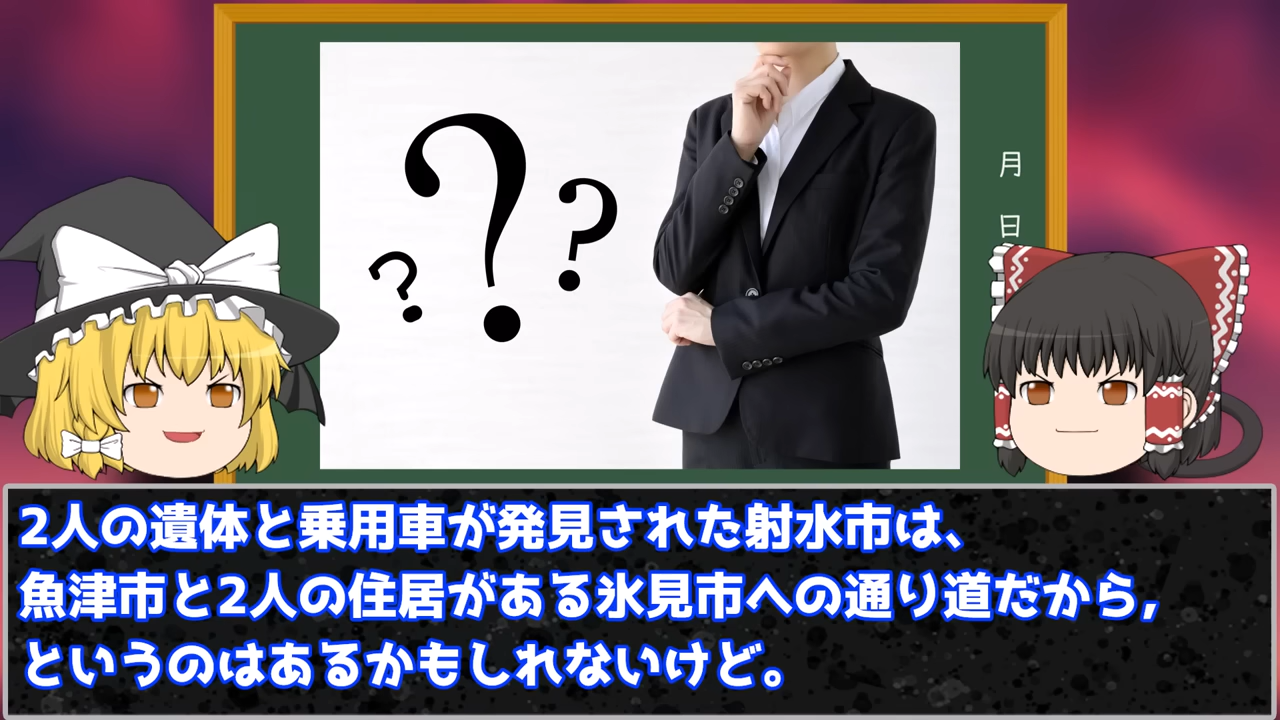 ? ? ?
月
日
2人の遺体と乗用車が発見された射水市は、
魚津市と2人の住居がある氷見市への通り道だから,
というのはあるかもしれないけど。